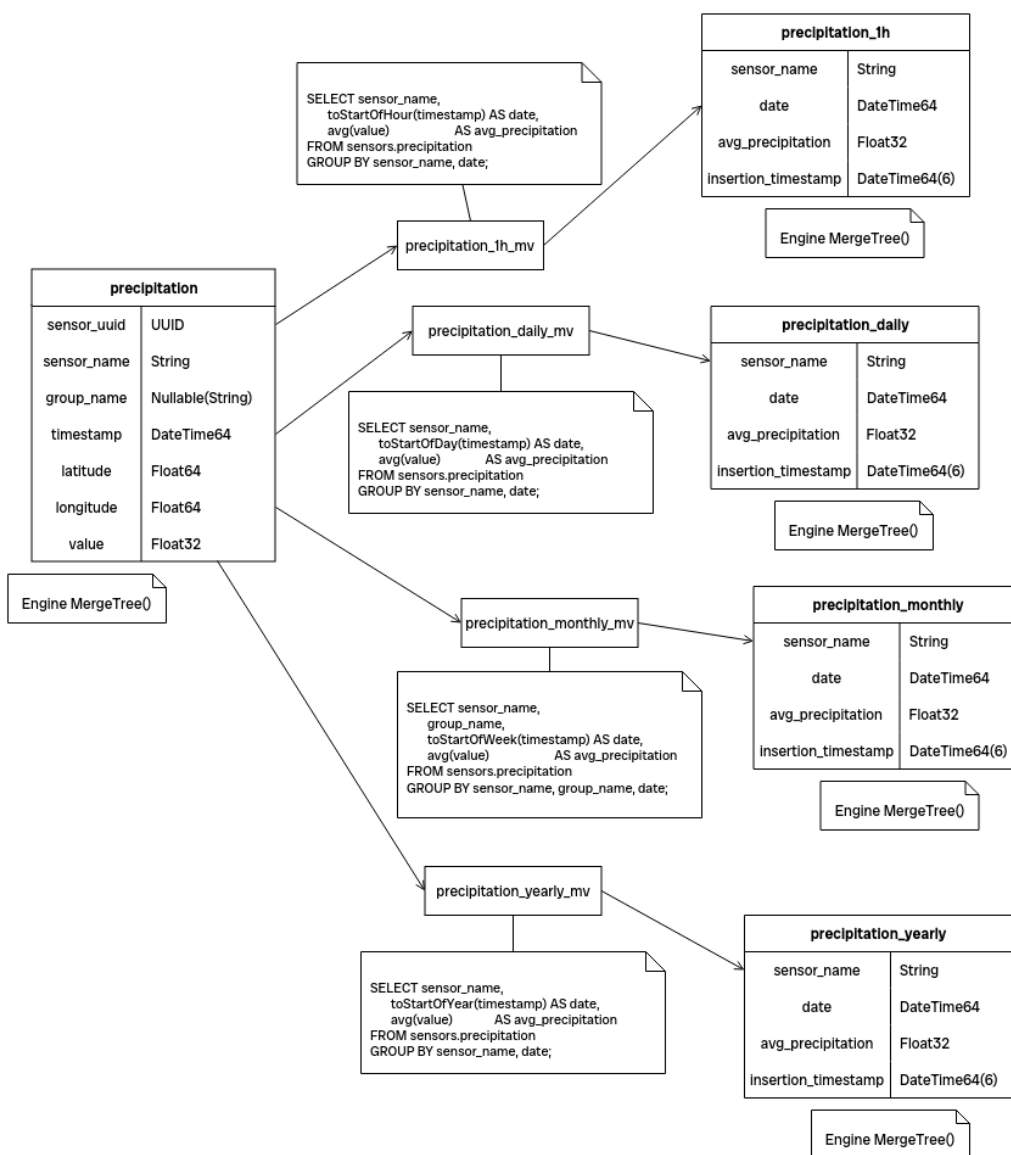 precipitation_1h
sensor_name String
date DateTime64
avg_precipitation Float32
insertion_timestamp DateTime64(6)
Engine MergeTree()
SELECT sensor_name,
toStartOfHour(timestamp) AS date,
avg(value) AS avg_precipitation
FROM sensors.precipitation
GROUP BY sensor_name, date;
precipitation_1h_mv
precipitation
sensor_uuid UUID
sensor_name String
group_name Nullable(String)
timestamp DateTime64
latitude Float64
longitude Float64
value Float32
Engine MergeTree()
precipitation_daily_mv
SELECT sensor_name,
toStartOfDay(timestamp) AS date,
avg(value) AS avg_precipitation
FROM sensors.precipitation
GROUP BY sensor_name, date;
precipitation_daily
sensor_name String
date DateTime64
avg_precipitation Float32
insertion_timestamp DateTime64(6)
Engine MergeTree()
precipitation_monthly_mv
SELECT sensor_name,
group_name,
toStartOfWeek(timestamp) AS date,
avg(value) AS avg_precipitation
FROM sensors.precipitation
GROUP BY sensor_name, group_name, date;
precipitation_monthly
sensor_name String
date DateTime64
avg_precipitation Float32
insertion_timestamp DateTime64(6)
Engine MergeTree()
precipitation_yearly_mv
SELECT sensor_name,
toStartOfYear(timestamp) AS date,
avg(value) AS avg_precipitation
FROM sensors.precipitation
GROUP BY sensor_name, date;
precipitation_yearly
sensor_name String
date DateTime64
avg_precipitation Float32
insertion_timestamp DateTime64(6)
Engine MergeTree()